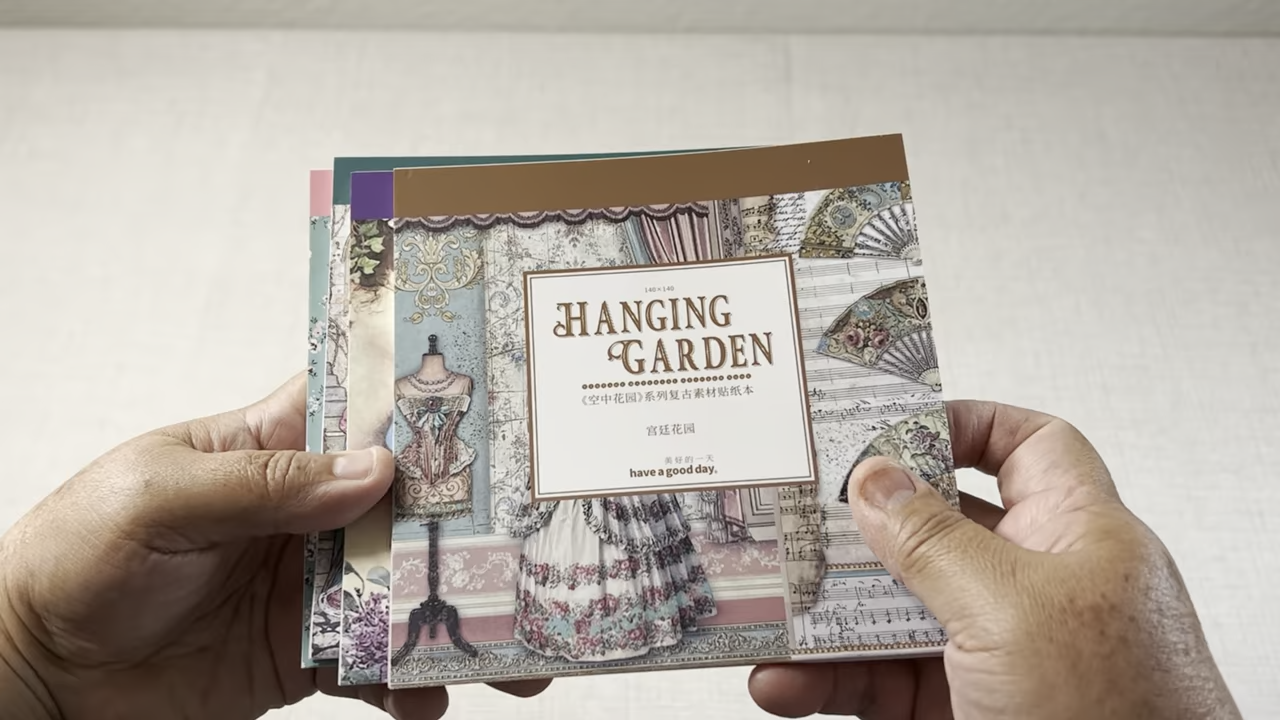 140×140
HANGING
GARDEN
《空中花园》系列复古素材贴纸本
宫廷花园
美好的一天
have a good day.